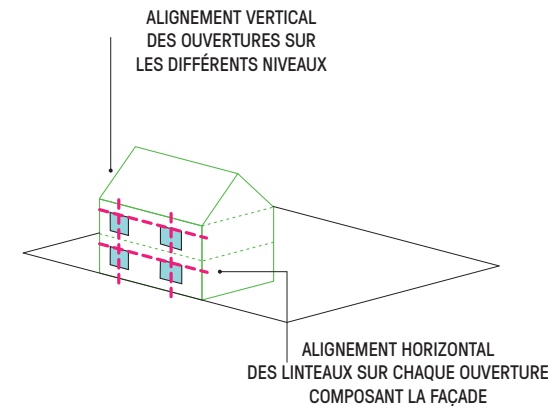 ALIGNEMENT VERTICAL
DES OUVERTURES SUR
LES DIFFÉRENTS NIVEAUX
ALIGNEMENT HORIZONTAL
DES LINTEAUX SUR CHAQUE OUVERTURE
COMPOSANT LA FAÇADE